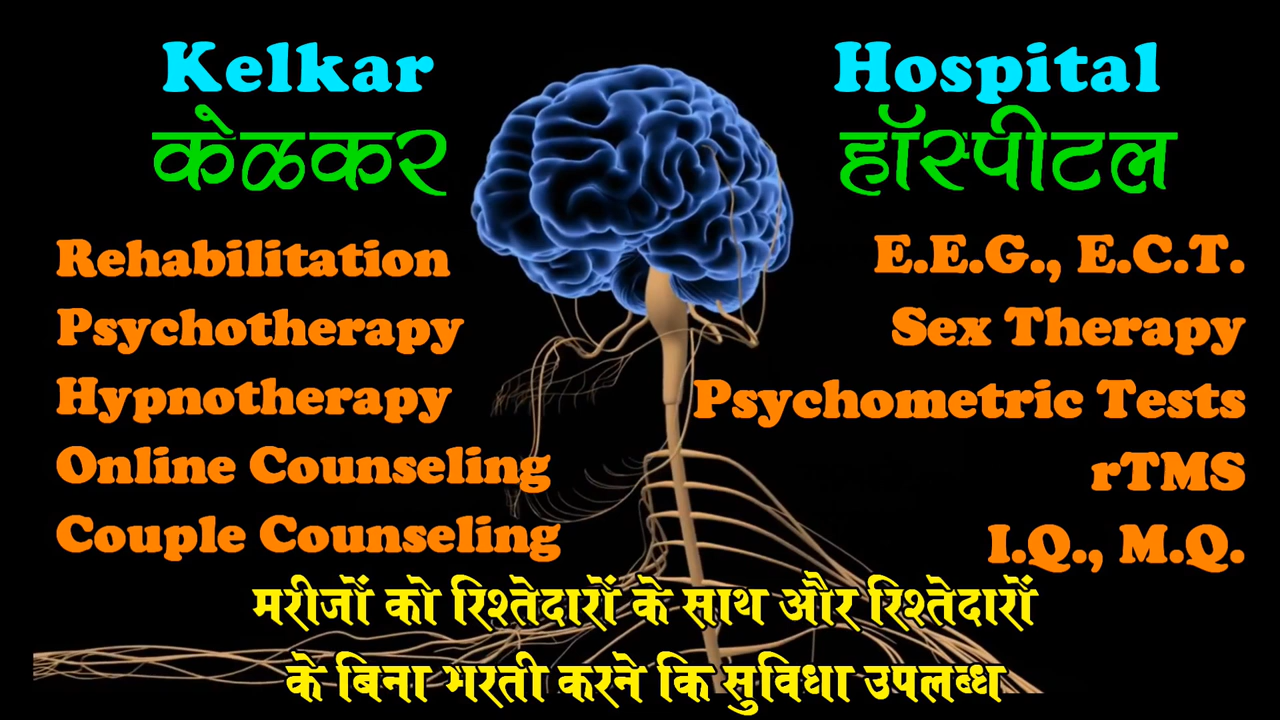 Kelkar Hospital
केळकर हॉस्पीटल
Rehabilitation
Psychotherapy
Hypnotherapy
Online Counseling
Couple Counseling
E.E.G., E.C.T.
Sex Therapy
Psychometric Tests
rTMS
I.Q., M.Q.
मरीजों को रिश्तेदारों के साथ और रिश्तेदारों
के बिना भरती करने कि सुविधा उपलब्ध